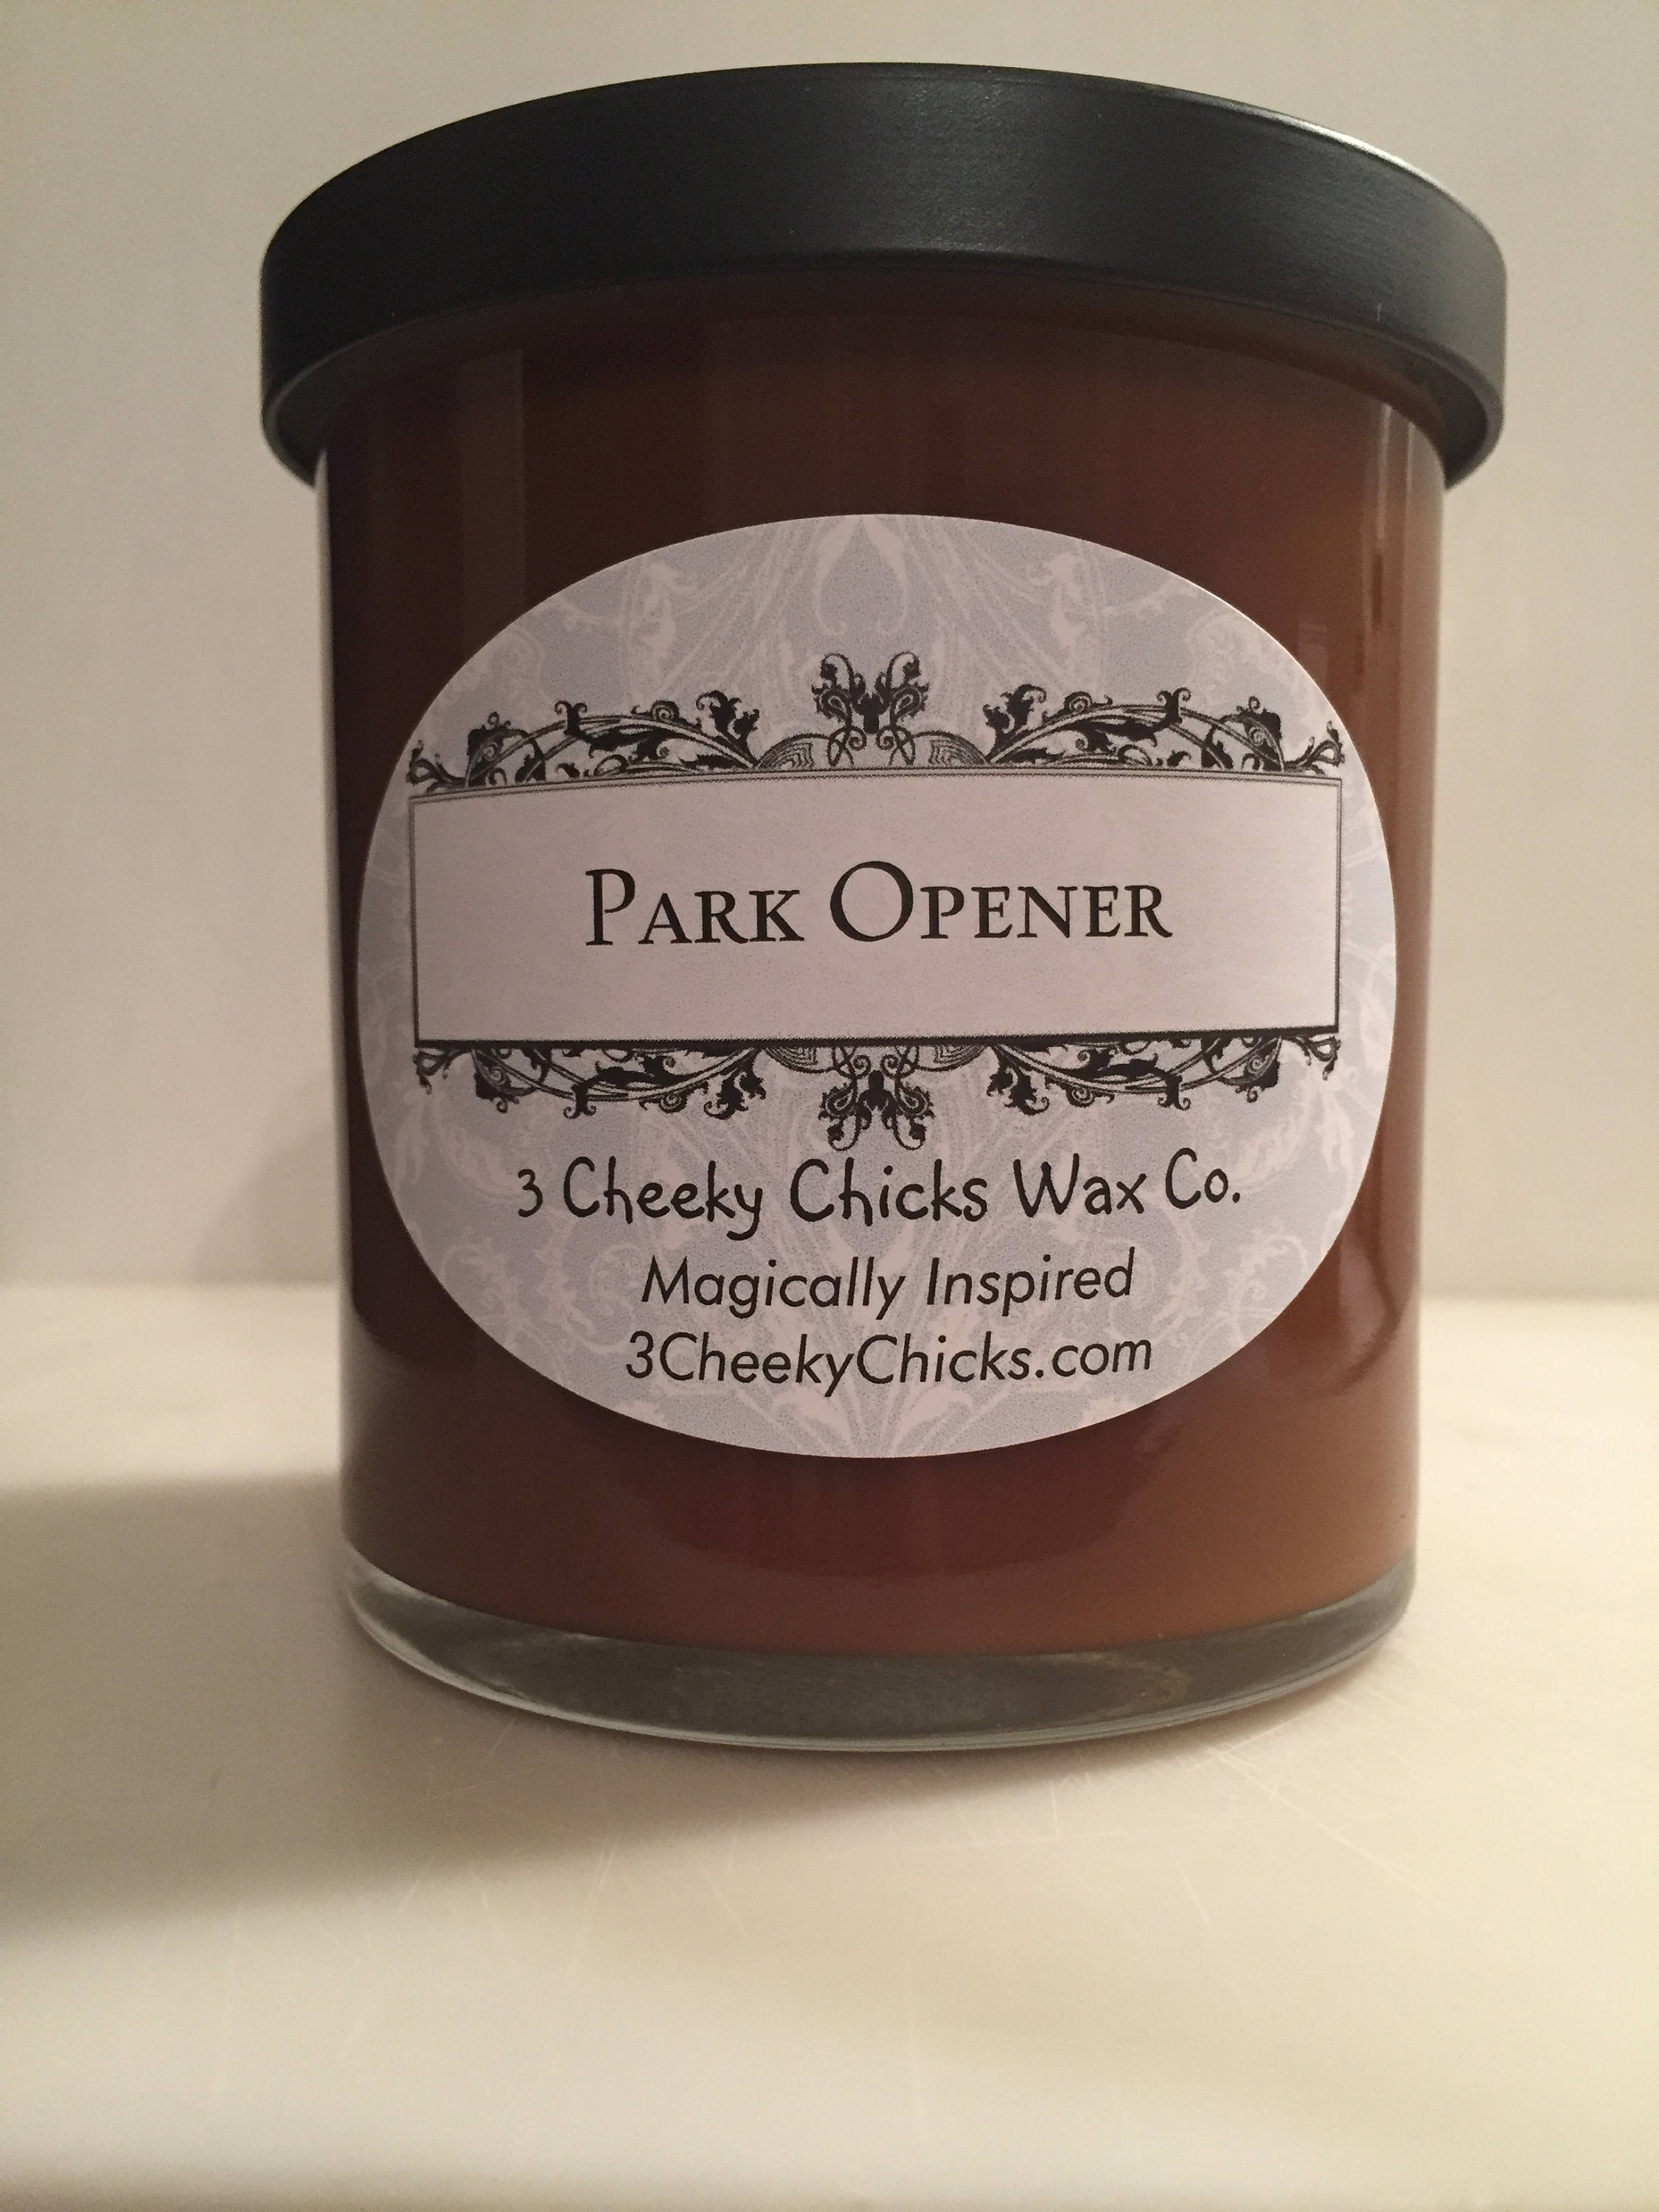 Park Opener
3 Cheeky Chicks Wax Co.
Magically Inspired
3CheekyChicks.com